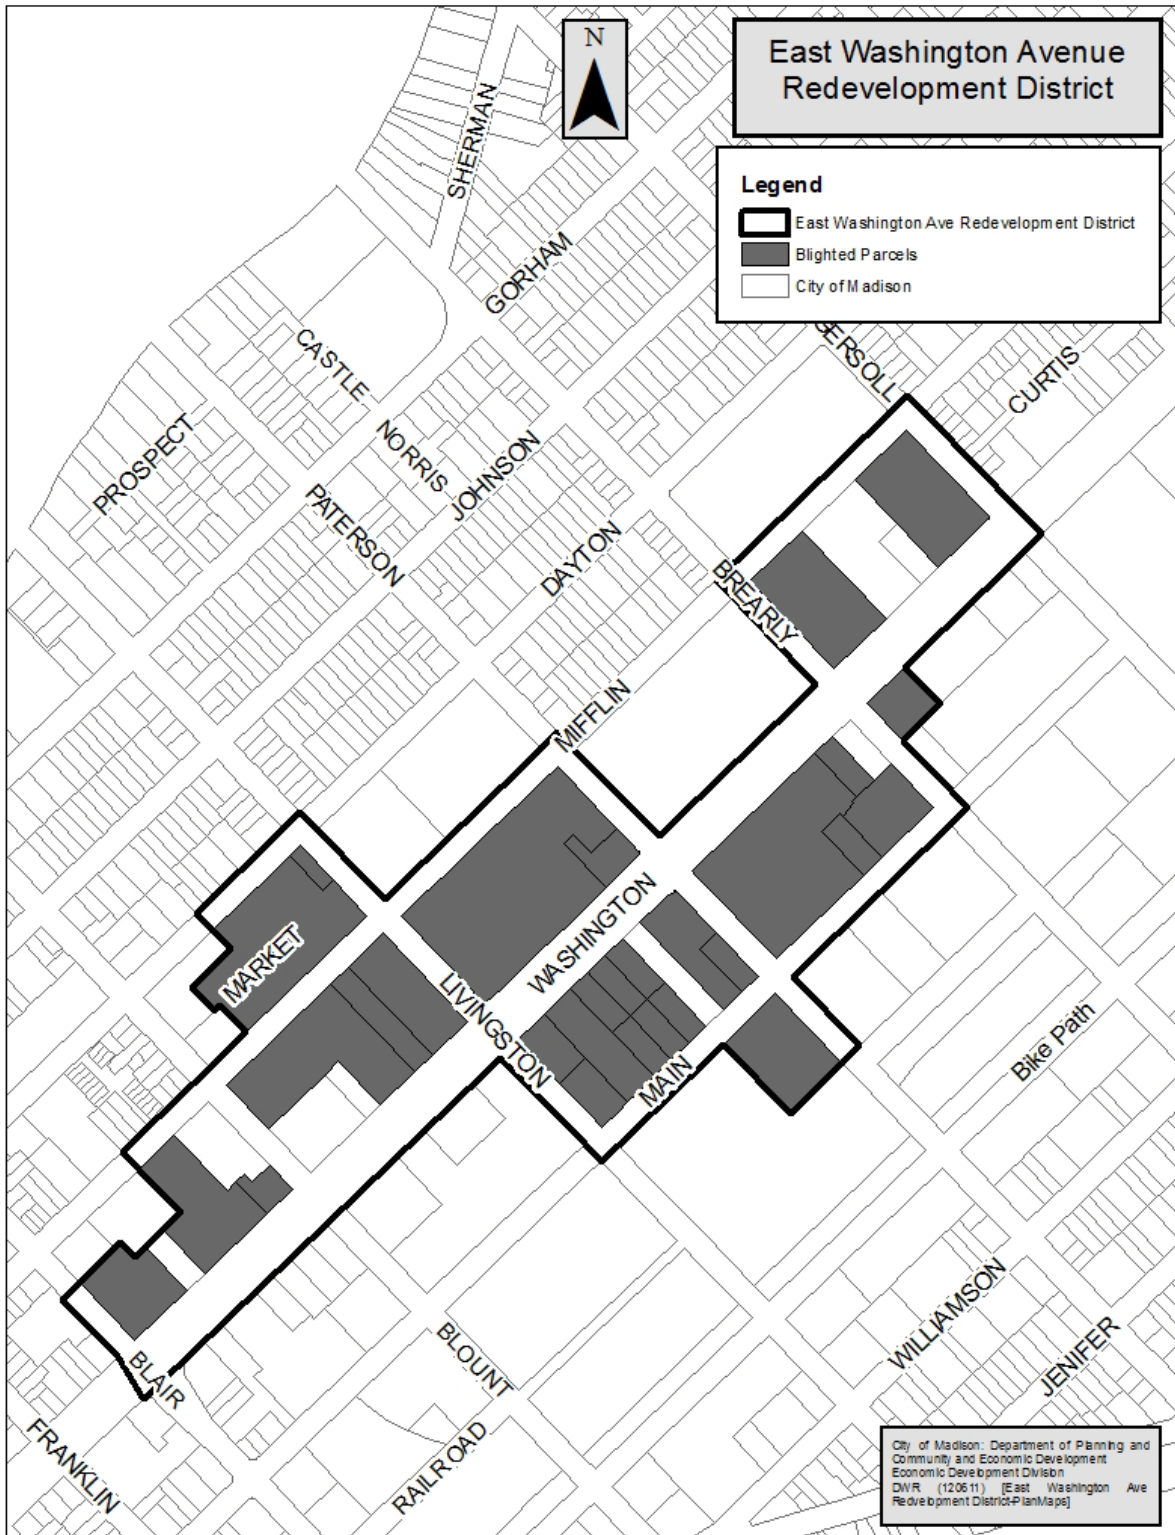 N
East Washington Avenue
Redevelopment District
Legend
East Washington Ave Redevelopment District
Blighted Parcels
City of Madison
SHERMAN
GORHAM
GERSOLL
CURTIS
CASTLE
PROSPECT
NORRIS
JOHNSON
PATERSON
DAYTON
BREARLY
MIFFLIN
WASHINGTON
MARKET
LIVINGSTON
MAIN
Bike Path
WILLIAMSON
BLOUNT
JENIFER
BLAIR
FRANKLIN
RAILROAD
City of Madison: Department of Planning and
Community and Economic Development
Economic Development Division
DWR (120611) [East Washington Ave
Redvelopment District-PlanMaps]